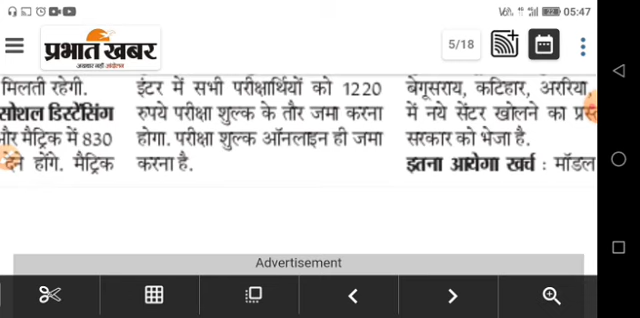 05:47
प्रभात खबर
अखबार नहीं आंदोलन
5/18
मिलती रहेगी.
सोशल डिस्टेंसिंग
और मैट्रिक में 830
देने होंगे. मैट्रिक
ईंटर में सभी परीक्षार्थियों को 1220
रुपये परीक्षा शुल्क के तौर जमा करना
होगा. परीक्षा शुल्क ऑनलाइन ही जमा
करना है.
बेगूसराय, कटिहार, अररिया,
में नये सेंटर खोलने का
सरकार को भेजा है.
इतना आयेगा खर्च : मॉडल
Advertisement